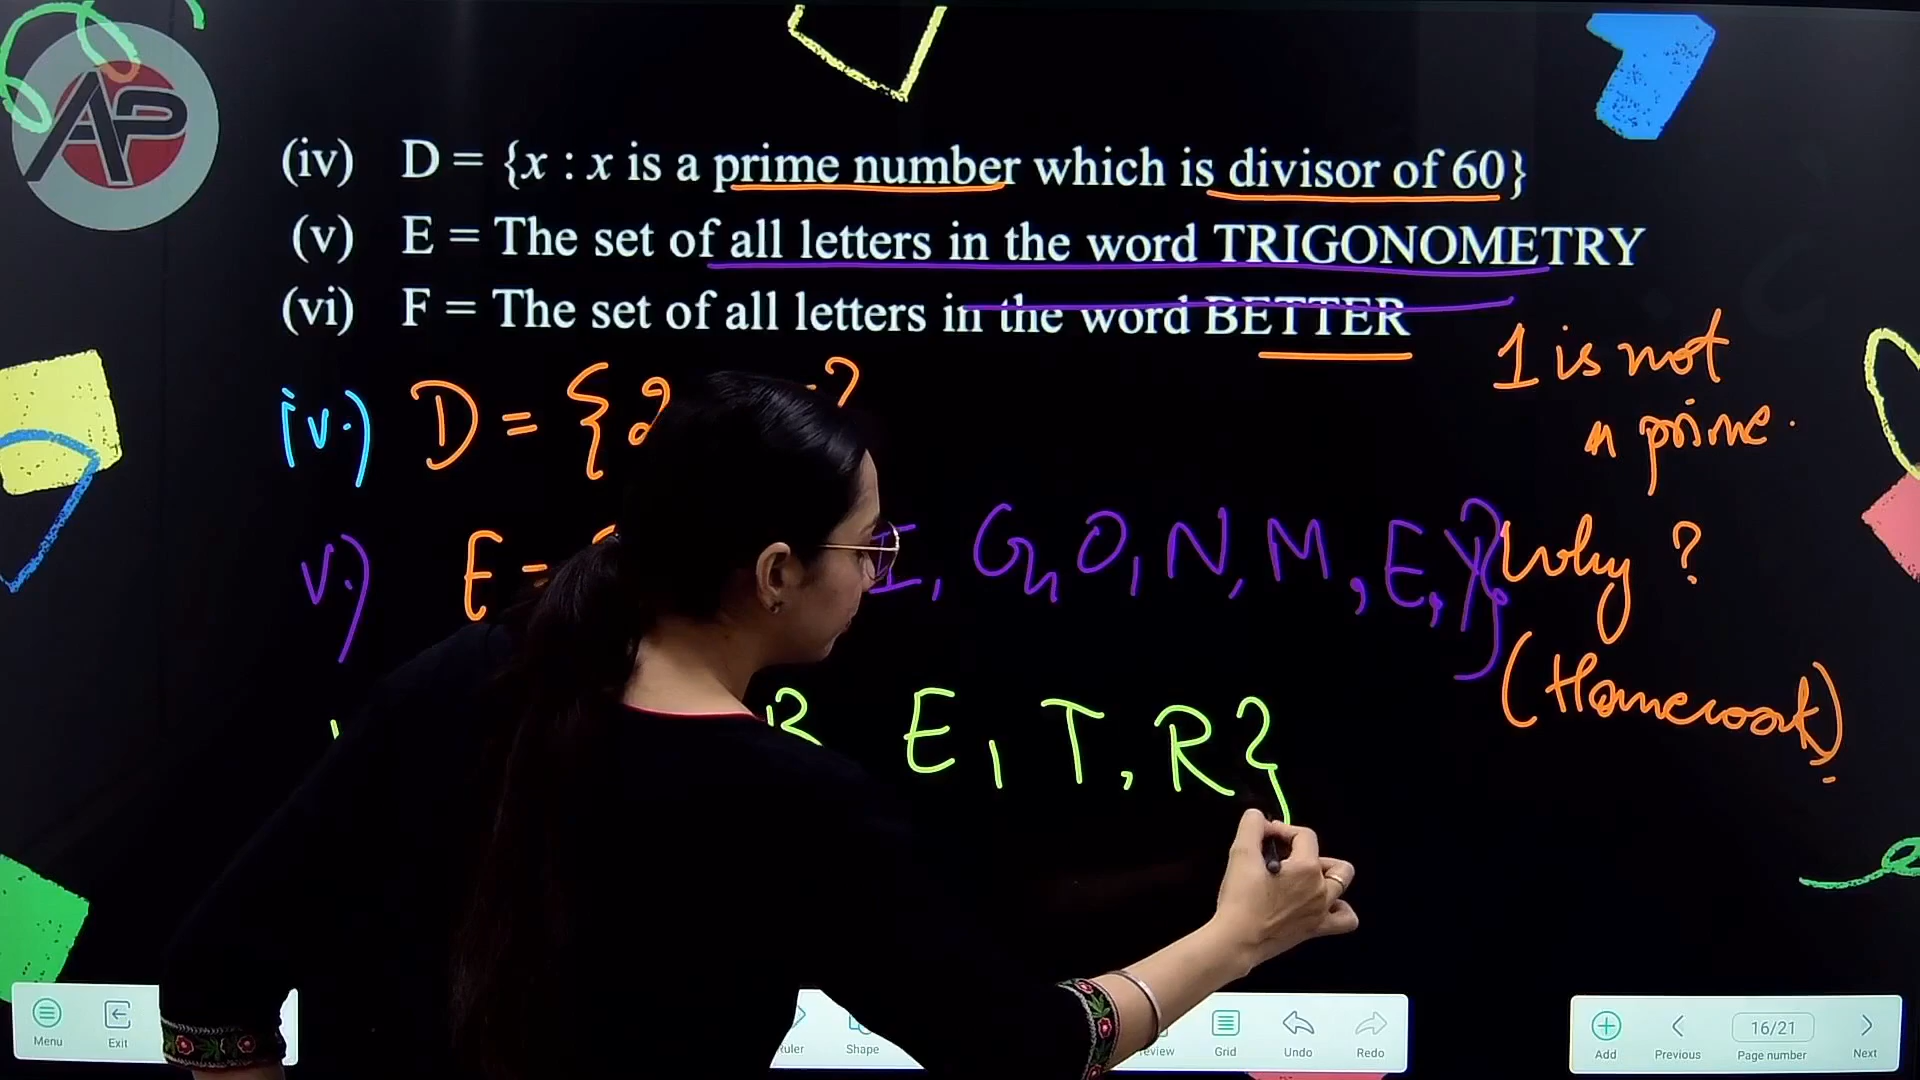 AP
(iv) D = {x : x is a prime number which is divisor of 60}
(v) E = The set of all letters in the word TRIGONOMETRY
(vi) F = The set of all letters in the word BETTER
1 is not
a prime.
Why ?
(Homework)
iv.) D = {2
v.) E = { I, G, O, N, M, E, Y}
B E, T, R}
Menu
Exit
Shape
Grid
Undo
Redo
Add
Previous
16/21
Page number
Next